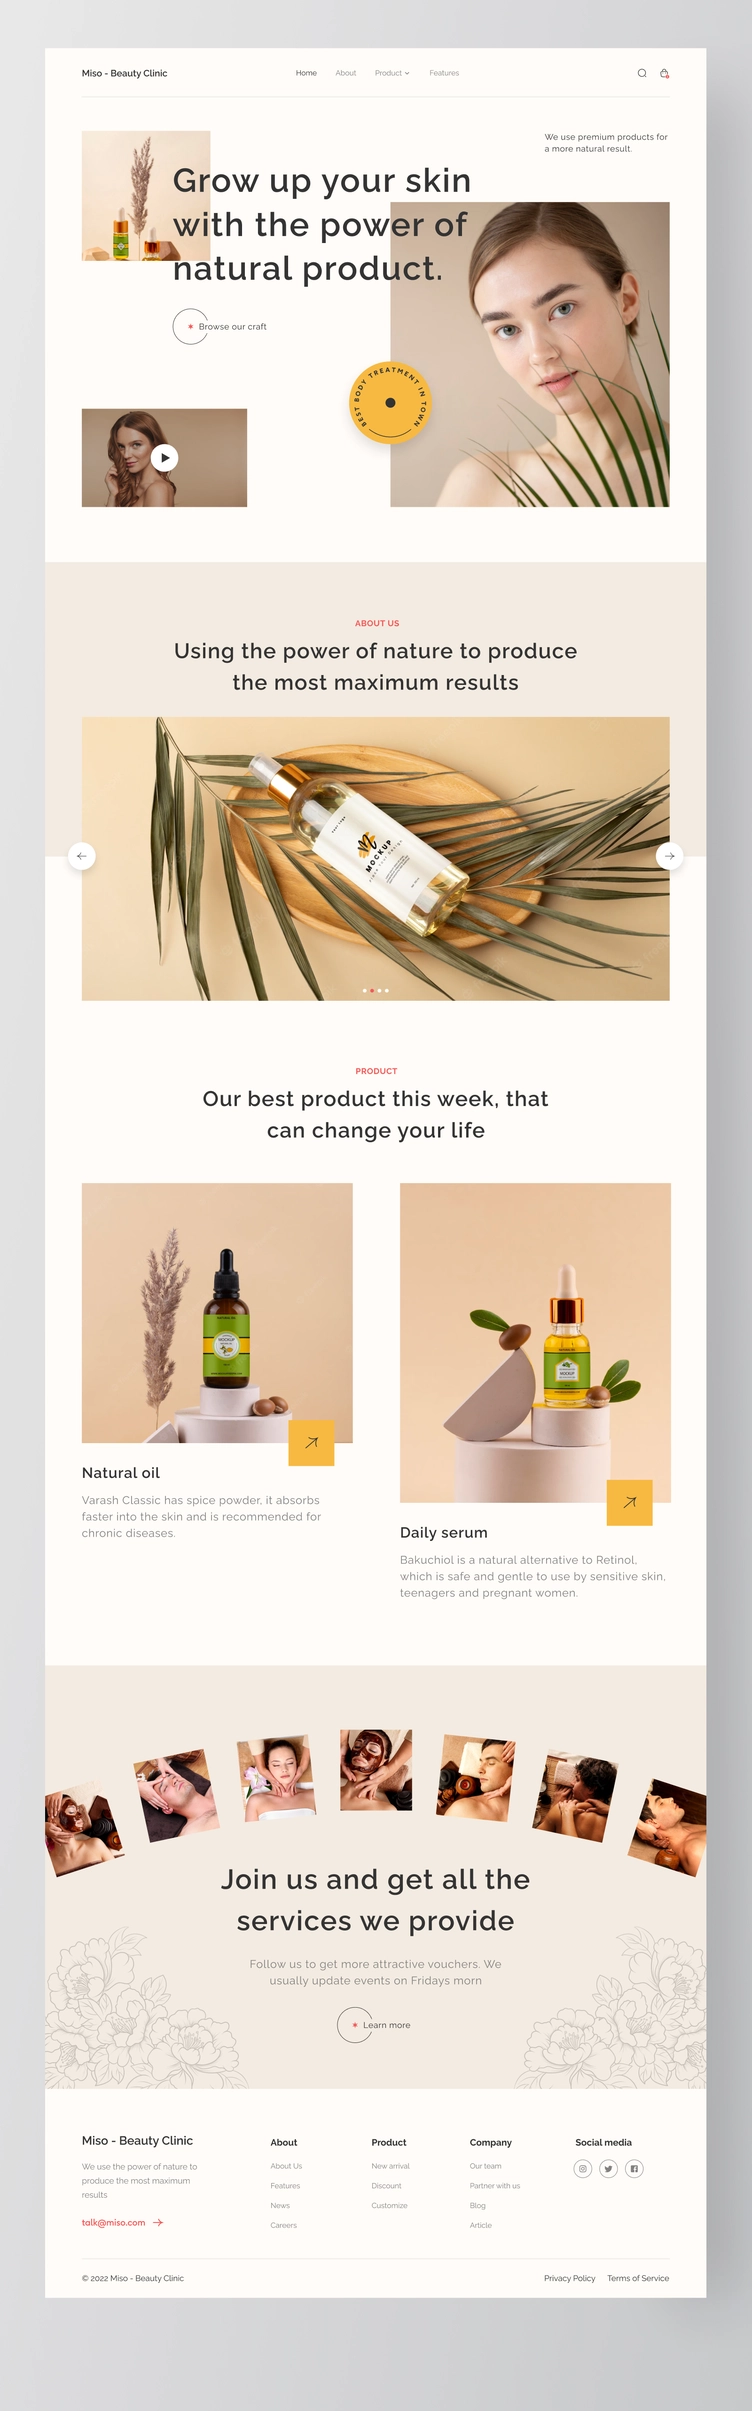 Miso - Beauty Clinic
Home
About
Product
Features
We use premium products for
a more natural result.
Grow up your skin
with the power of
natural product.
Browse our craft
BEST BODY TREATMENT IN TOWN
ABOUT US
Using the power of nature to produce
the most maximum results
MOCKUP
PRODUCT
Our best product this week, that
can change your life
MOCKUP
MOCKUP
Natural oil
Varash Classic has spice powder, it absorbs
faster into the skin and is recommended for
chronic diseases.
Daily serum
Bakuchiol is a natural alternative to Retinol,
which is safe and gentle to use by sensitive skin,
teenagers and pregnant women.
Join us and get all the
services we provide
Follow us to get more attractive vouchers. We
usually update events on Fridays morn
Learn more
Miso - Beauty Clinic
We use the power of nature to
produce the most maximum
results
talk@miso.com
About
About Us
Features
News
Careers
Product
New arrival
Discount
Customize
Company
Our team
Partner with us
Blog
Article
Social media
© 2022 Miso - Beauty Clinic
Privacy Policy
Terms of Service